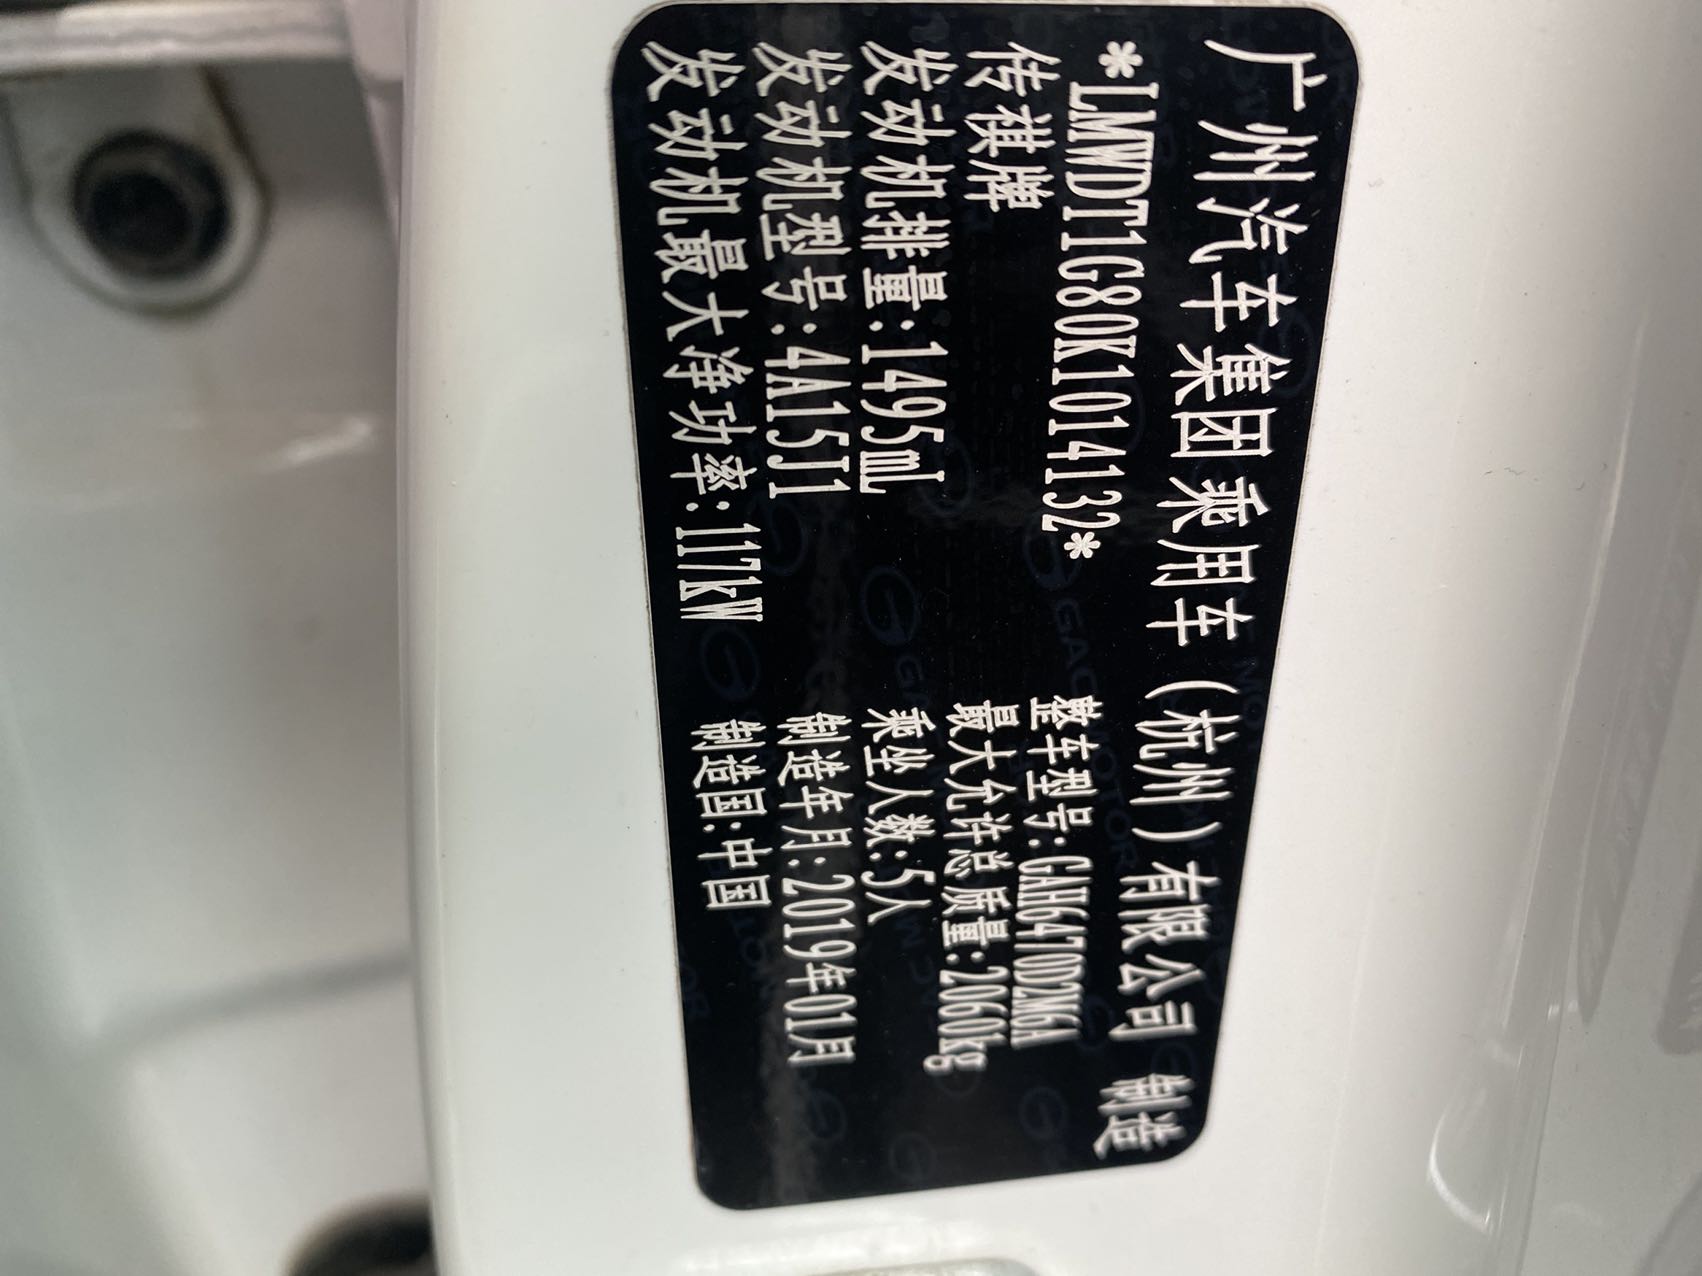 广州汽车集团乘用车（杭州）有限公司 制造
*LMWDT1G80K1014132*
传祺牌
整车型号:GAH6470D2M6A
发动机排量:1495mL
最大允许总质量:2060kg
发动机型号:4A15J1
乘坐人数:5人
发动机最大净功率:117kW
制造年月:2019年01月
制造国:中国
GAC MOTOR